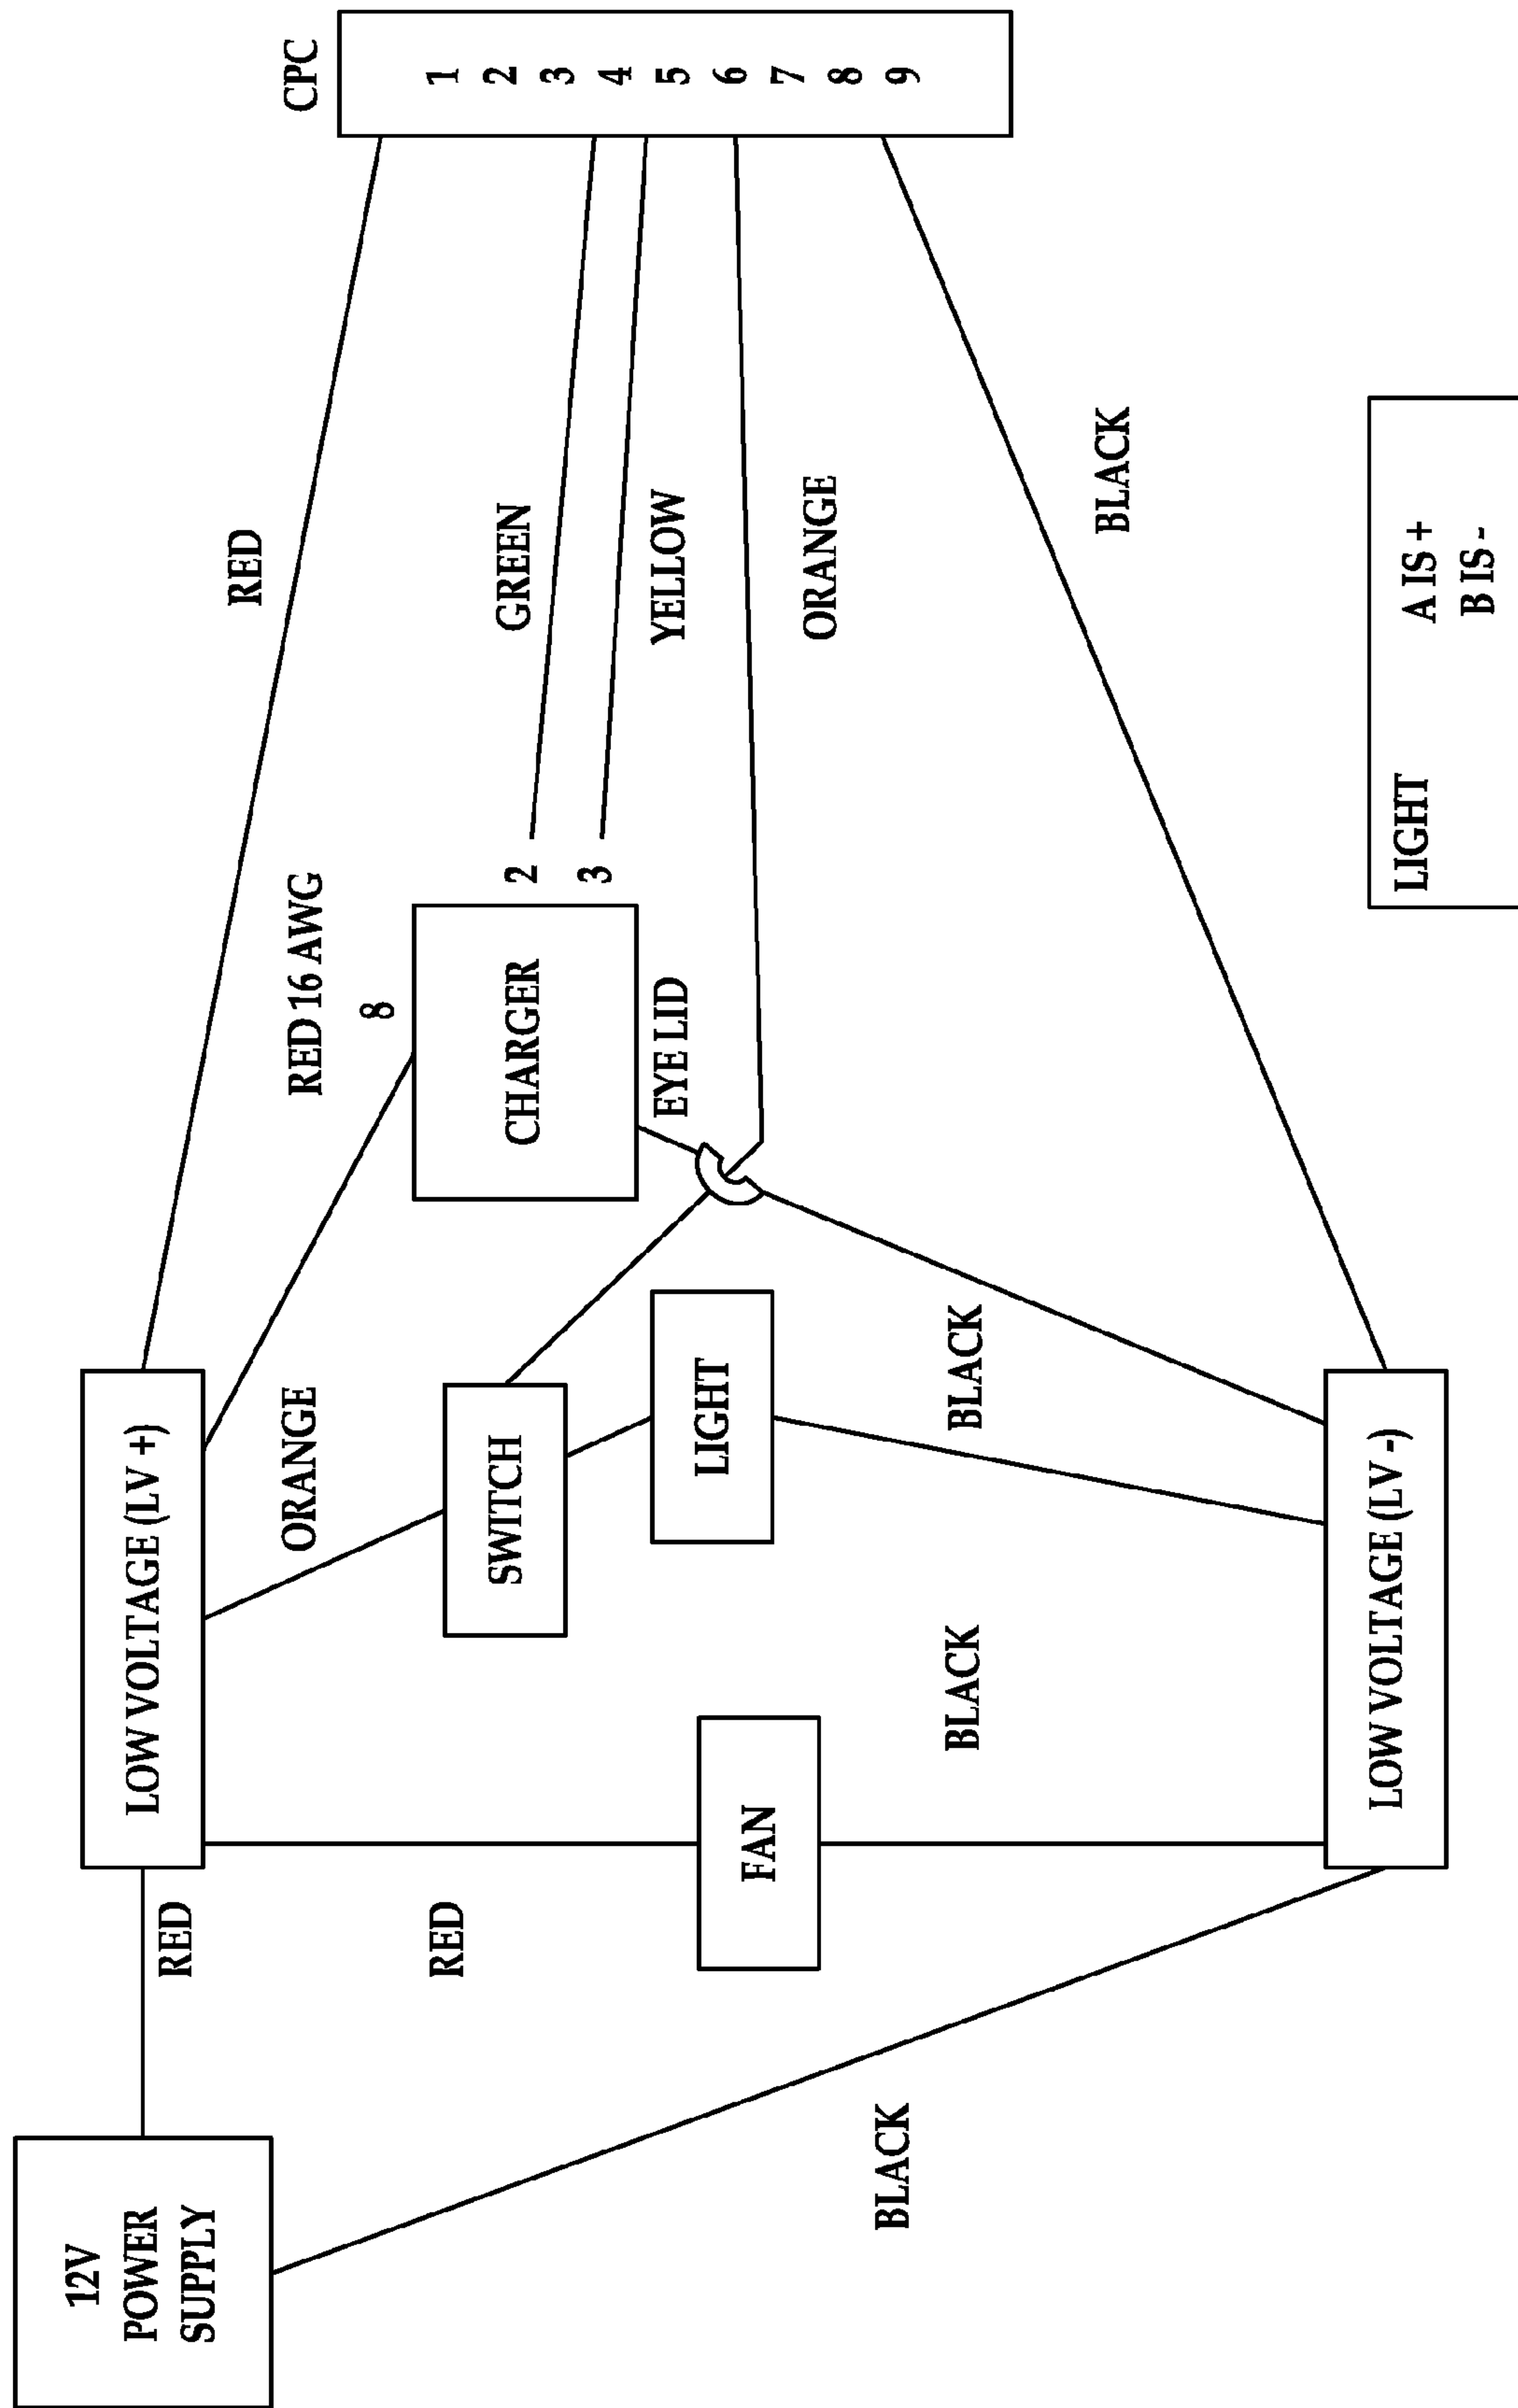 12V
POWER
SUPPLY
RED
LOW VOLTAGE (LV +)
RED
CPC
1
2
3
4
5
6
7
8
9
RED 16 AWG
8
ORANGE
RED
SWITCH
CHARGER
2
3
GREEN
YELLOW
EYE LID
LIGHT
FAN
ORANGE
BLACK
BLACK
BLACK
BLACK
LOW VOLTAGE (LV -)
LIGHT
A IS +
B IS -